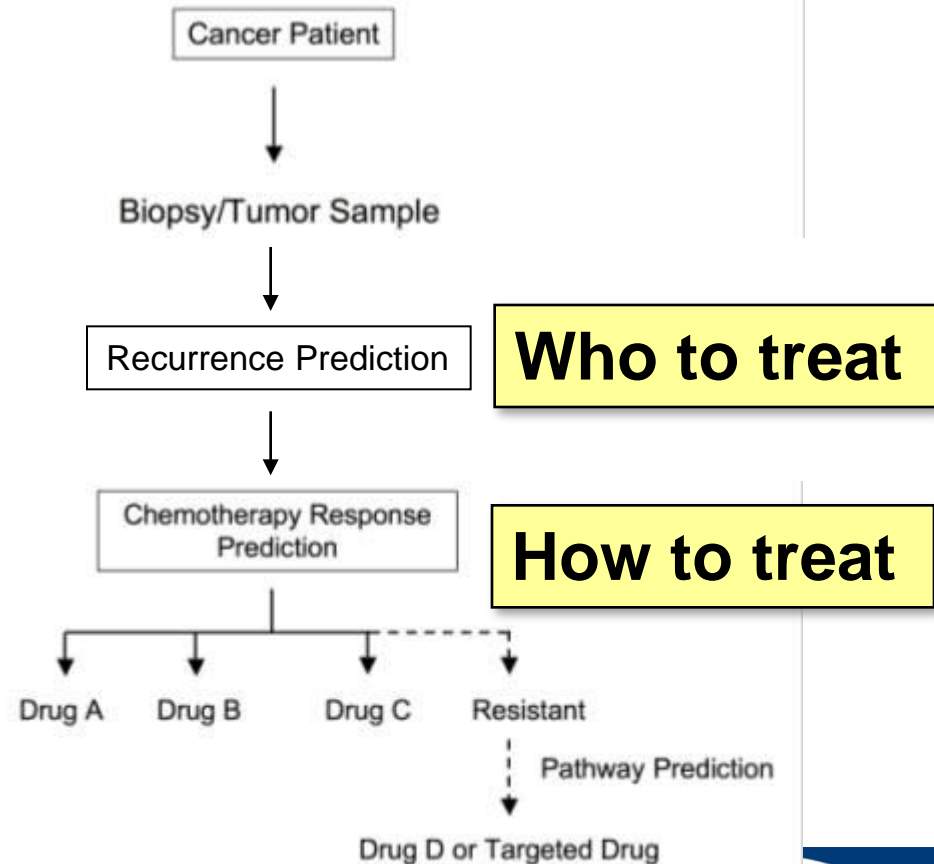 Cancer Patient
Biopsy/Tumor Sample
Recurrence Prediction
Who to treat
Chemotherapy Response
Prediction
How to treat
Drug A
Drug B
Drug C
Resistant
Pathway Prediction
Drug D or Targeted Drug